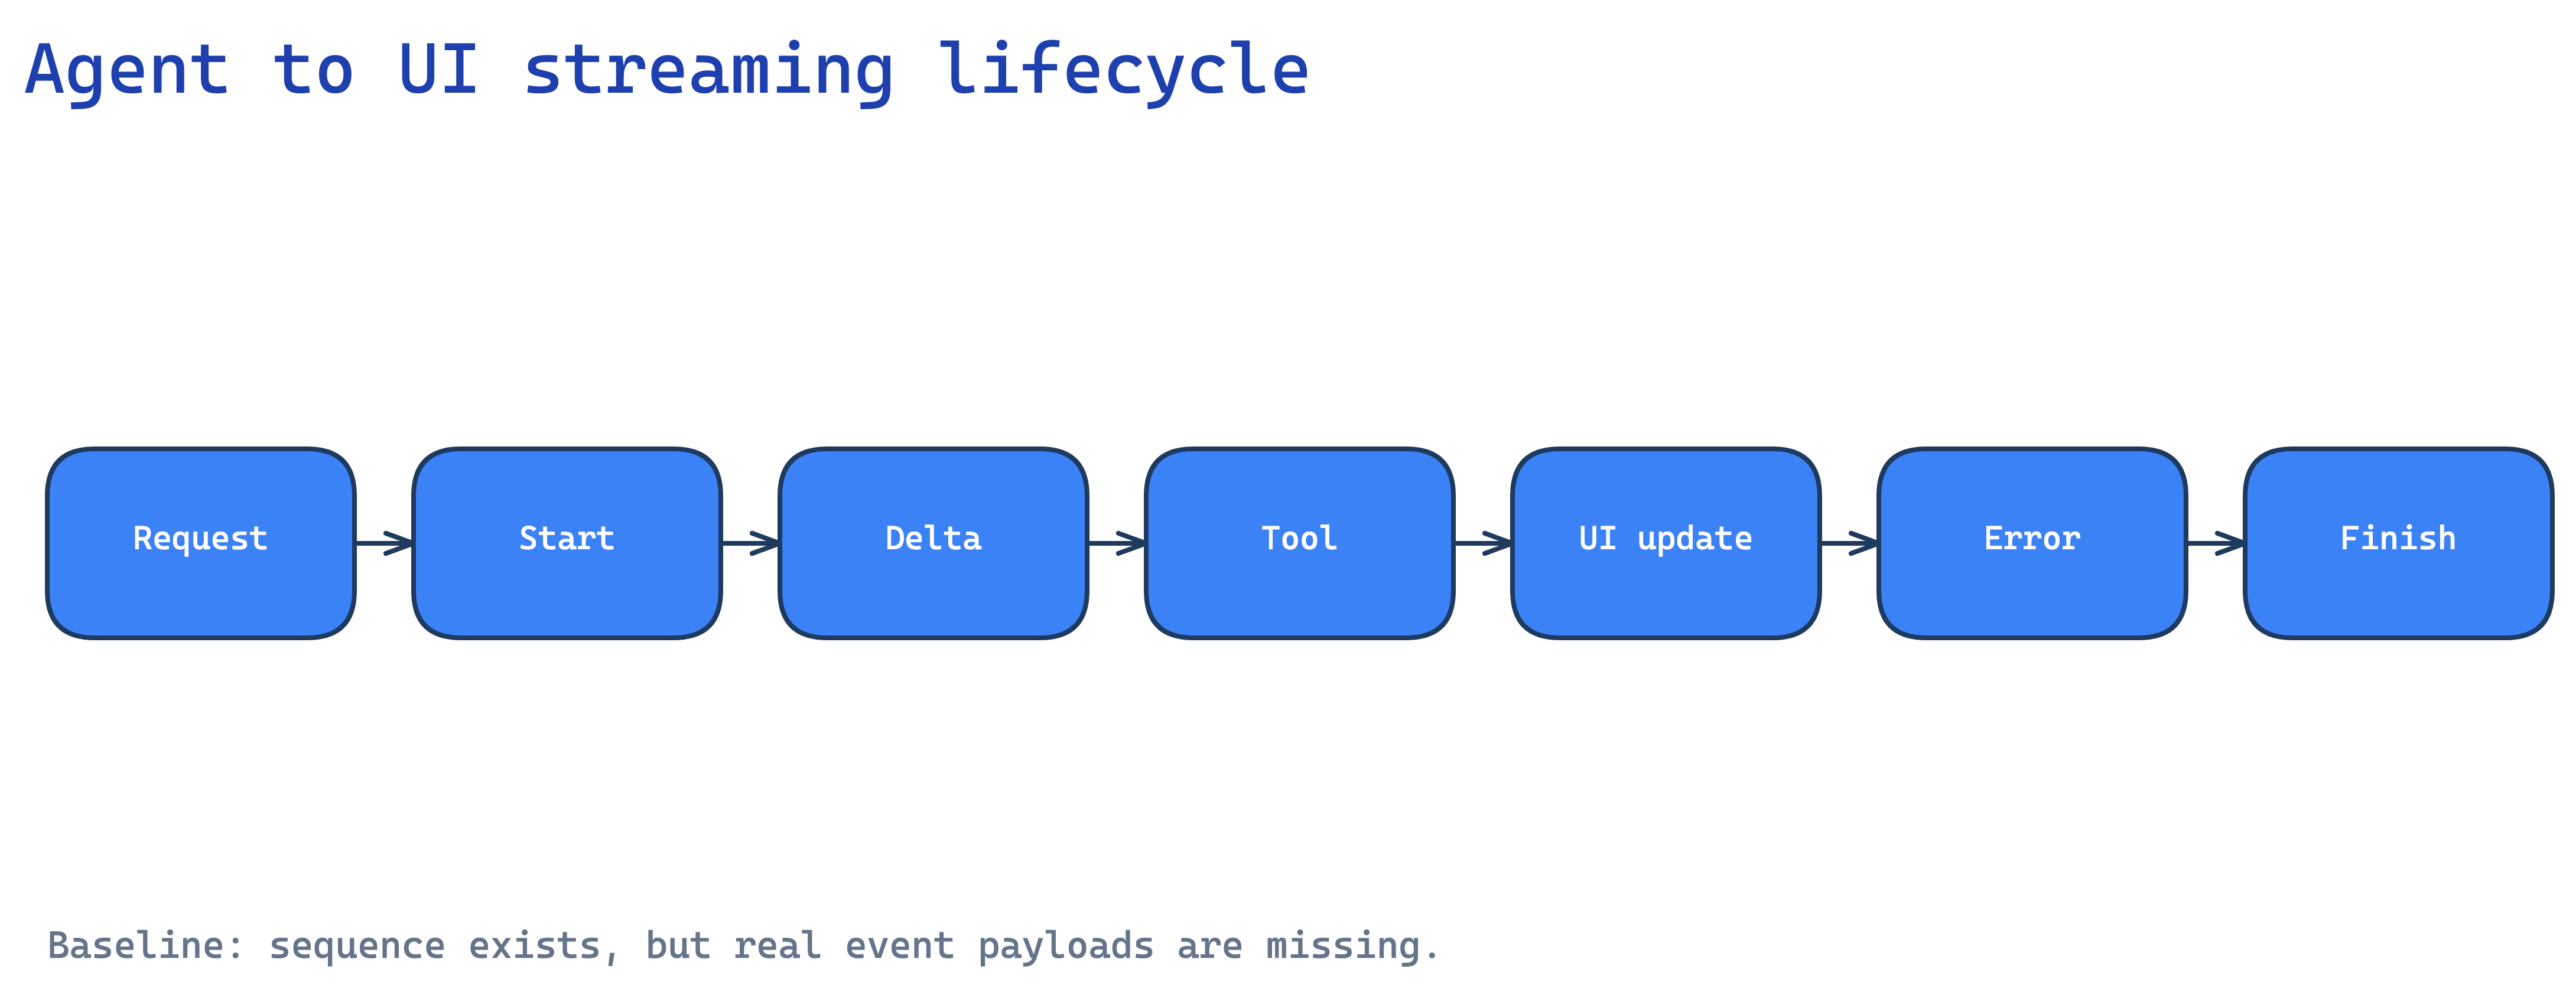 Agent to UI streaming lifecycle
Request
Start
Delta
Tool
UI update
Error
Finish
Baseline: sequence exists, but real event payloads are missing.